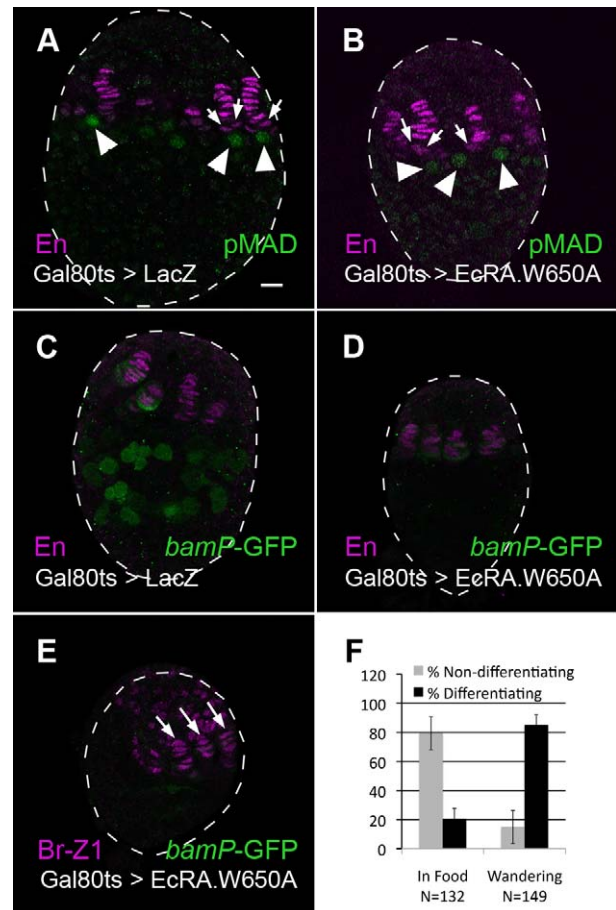 A
En
pMAD
Gal80ts > LacZ
B
En
pMAD
Gal80ts > EcRA.W650A
C
En
bamP-GFP
Gal80ts > LacZ
D
En
bamP-GFP
Gal80ts > EcRA.W650A
E
Br-Z1
bamP-GFP
Gal80ts > EcRA.W650A
F
% Non-differentiating
% Differentiating
120
100
80
60
40
20
0
In Food
Wandering
N=132
N=149